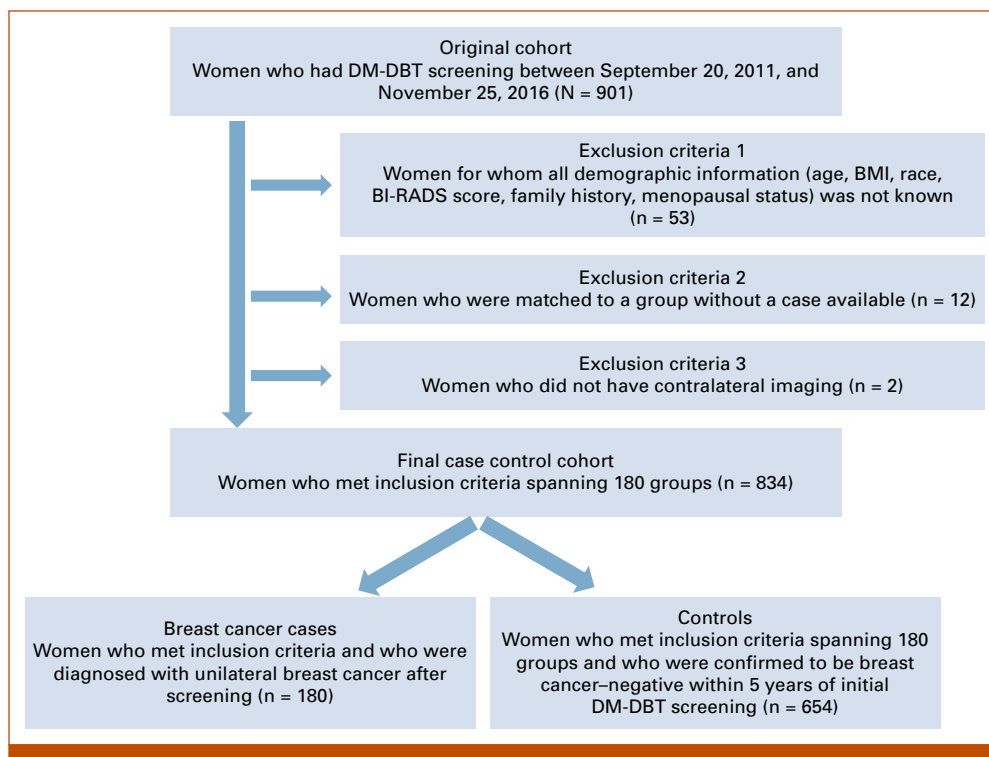 Original cohort
Women who had DM-DBT screening between September 20, 2011, and
November 25, 2016 (N = 901)
Exclusion criteria 1
Women for whom all demographic information (age, BMI, race,
BI-RADS score, family history, menopausal status) was not known
(n = 53)
Exclusion criteria 2
Women who were matched to a group without a case available (n = 12)
Exclusion criteria 3
Women who did not have contralateral imaging (n = 2)
Final case control cohort
Women who met inclusion criteria spanning 180 groups (n = 834)
Breast cancer cases
Women who met inclusion criteria and who were
diagnosed with unilateral breast cancer after
screening (n = 180)
Controls
Women who met inclusion criteria spanning 180
groups and who were confirmed to be breast
cancer–negative within 5 years of initial
DM-DBT screening (n = 654)